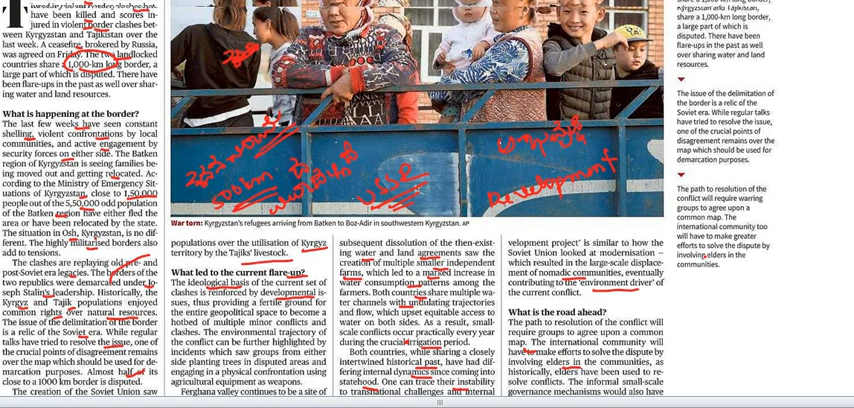 have been killed and scores in-
jured in violent border clashes be-
tween Kyrgyzstan and Tajikistan over the
last week. A ceasefire, brokered by Russia,
was agreed on Friday. The two landlocked
countries share a 1,000-km long border, a
large part of which is disputed. There have
been flare-ups in the past as well over shar-
ing water and land resources.
What is happening at the border?
The last few weeks have seen constant
shelling, violent confrontations by local
communities, and active engagement by
security forces on either side. The Batken
region of Kyrgyzstan is seeing families be-
ing moved out and getting relocated. Ac-
cording to the Ministry of Emergency Sit-
uations of Kyrgyzstan, close to 1,50,000
people out of the 5,50,000 odd population
of the Batken region have either fled the
area or have been relocated by the state.
The situation in Osh, Kyrgyzstan, is no dif-
ferent. The highly militarised borders also
add to tensions.
The clashes are replaying old pre- and
post-Soviet era legacies. The borders of the
two republics were demarcated under Jo-
seph Stalin's leadership. Historically, the
Kyrgyz and Tajik populations enjoyed
common rights over natural resources.
The issue of the delimitation of the border
is a relic of the Soviet era. While regular
talks have tried to resolve the issue, one of
the crucial points of disagreement remains
over the map which should be used for de-
marcation purposes. Almost half of its
close to a 1000 km border is disputed.
The creation of the Soviet Union saw
500km
USSR
Development
War torn: Kyrgyzstan's refugees arriving from Batken to Boz-Adir in southwestern Kyrgyzstan. AP
populations over the utilisation of Kyrgyz
territory by the Tajiks' livestock.
What led to the current flare-up?
The ideological basis of the current set of
clashes is reinforced by developmental is-
sues, thus providing a fertile ground for
the entire geopolitical space to become a
hotbed of multiple minor conflicts and
clashes. The environmental trajectory of
the conflict can be further highlighted by
incidents which saw groups from either
side planting trees in disputed areas and
engaging in a physical confrontation using
agricultural equipment as weapons.
Ferghana valley continues to be a site of
subsequent dissolution of the then-exist-
ing water and land agreements saw the
creation of multiple smaller independent
farms, which led to a marked increase in
water consumption patterns among the
farmers. Both countries share multiple wa-
ter channels with undulating trajectories
and flow, which upset equitable access to
water on both sides. As a result, small-
scale conflicts occur practically every year
during the crucial irrigation period.
Both countries, while sharing a closely
intertwined historical past, have had dif-
fering internal dynamics since coming into
statehood. One can trace their instability
to transnational challenges and internal
velopment project' is similar to how the
Soviet Union looked at modernisation –
which resulted in the large-scale displace-
ment of nomadic communities, eventually
contributing to the 'environment driver' of
the current conflict.
What is the road ahead?
The path to resolution of the conflict will
require groups to agree upon a common
map. The international community will
have to make efforts to solve the dispute by
involving elders in the communities, as
historically, elders have been used to re-
solve conflicts. The informal small-scale
governance mechanisms would also have
Kyrgyzstan and Tajikistan,
share a 1,000-km long border,
a large part of which is
disputed. There have been
flare-ups in the past as well
over sharing water and land
resources.
The issue of the delimitation of
the border is a relic of the
Soviet era. While regular talks
have tried to resolve the issue,
one of the crucial points of
disagreement remains over the
map which should be used for
demarcation purposes.
The path to resolution of the
conflict will require warring
groups to agree upon a
common map. The
international community too
will have to make greater
efforts to solve the dispute by
involving elders in the
communities.